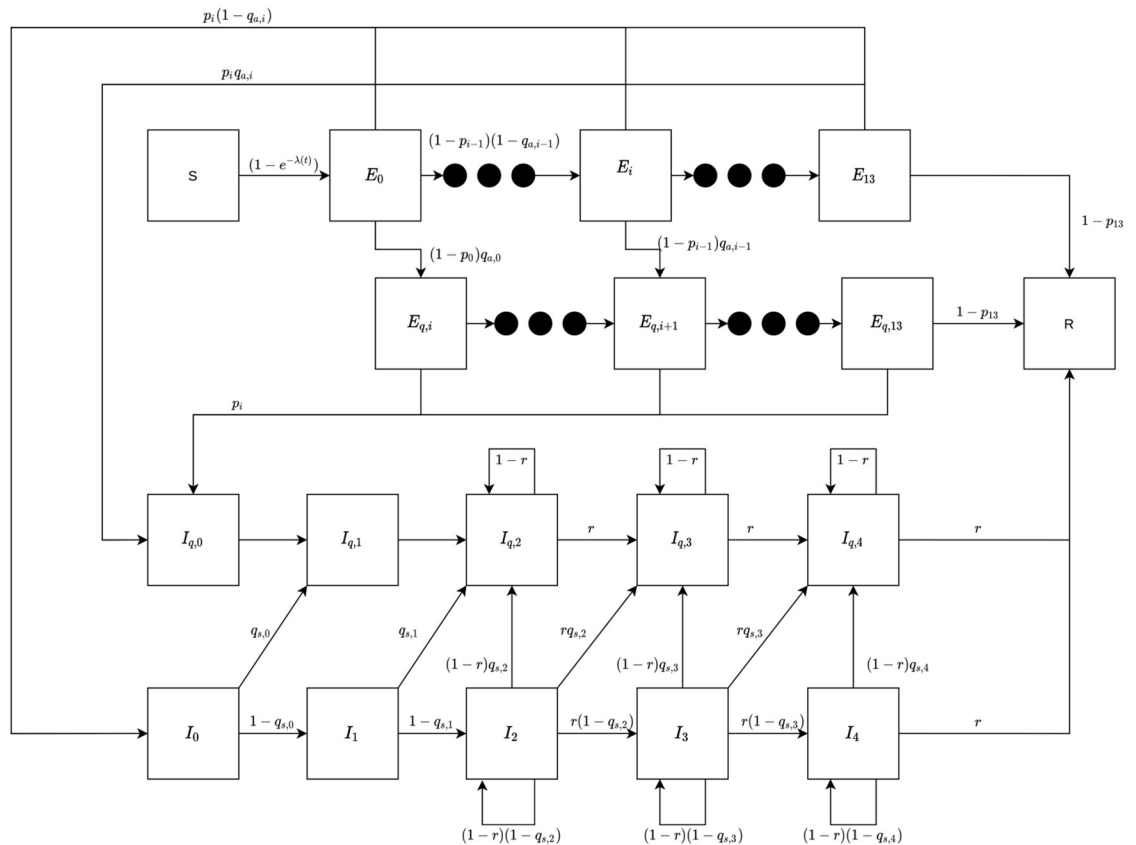 p_i(1 − q_{a,i})
p_i q_{a,i}
S
(1 − e^{−λ(t)})
E_0
(1 − p_{i−1})(1 − q_{a,i−1})
E_i
E_13
1 − p_13
(1 − p_0)q_{a,0}
(1 − p_{i−1})q_{a,i−1}
E_{q,i}
E_{q,i+1}
E_{q,13}
1 − p_13
R
p_i
1 − r
1 − r
1 − r
I_{q,0}
I_{q,1}
I_{q,2}
r
I_{q,3}
r
I_{q,4}
r
q_{s,0}
q_{s,1}
rq_{s,2}
rq_{s,3}
(1 − r)q_{s,2}
(1 − r)q_{s,3}
(1 − r)q_{s,4}
I_0
1 − q_{s,0}
I_1
1 − q_{s,1}
I_2
r(1 − q_{s,2})
I_3
r(1 − q_{s,3})
I_4
r
(1 − r)(1 − q_{s,2})
(1 − r)(1 − q_{s,3})
(1 − r)(1 − q_{s,4})